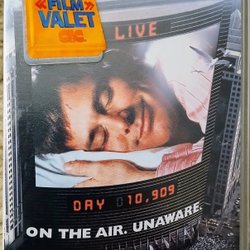 «FILM»
VALET
LIVE
DAY 10,909
ON THE AIR. UNAWARE.